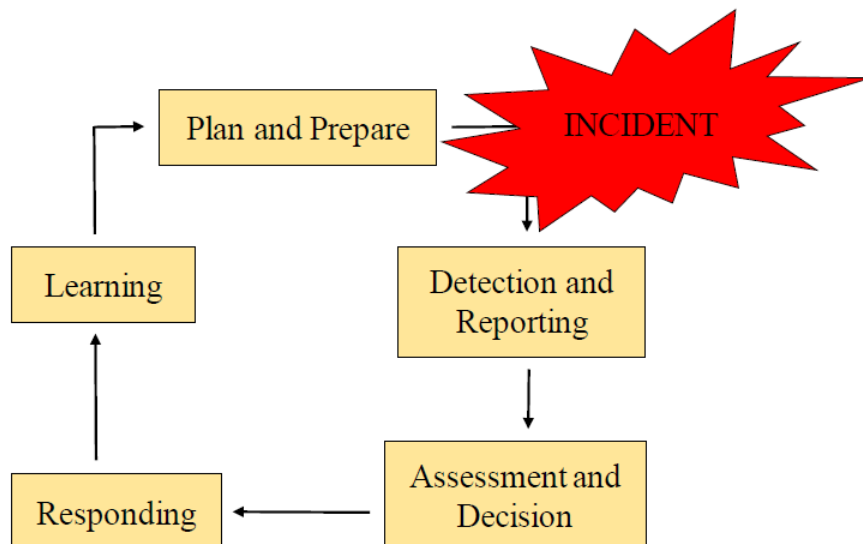 Plan and Prepare
INCIDENT
Detection and
Reporting
Assessment and
Decision
Responding
Learning